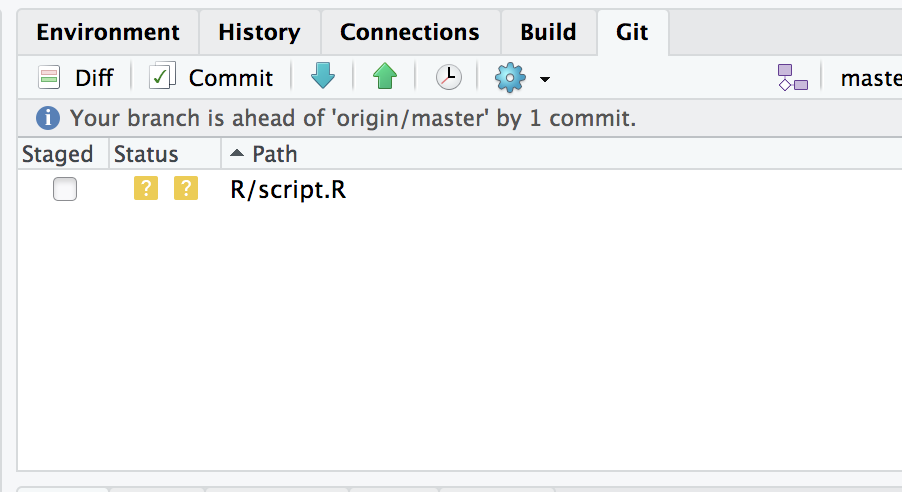 Environment History Connections Build Git
Diff Commit maste
Your branch is ahead of 'origin/master' by 1 commit.
Staged Status Path
? ? R/script.R